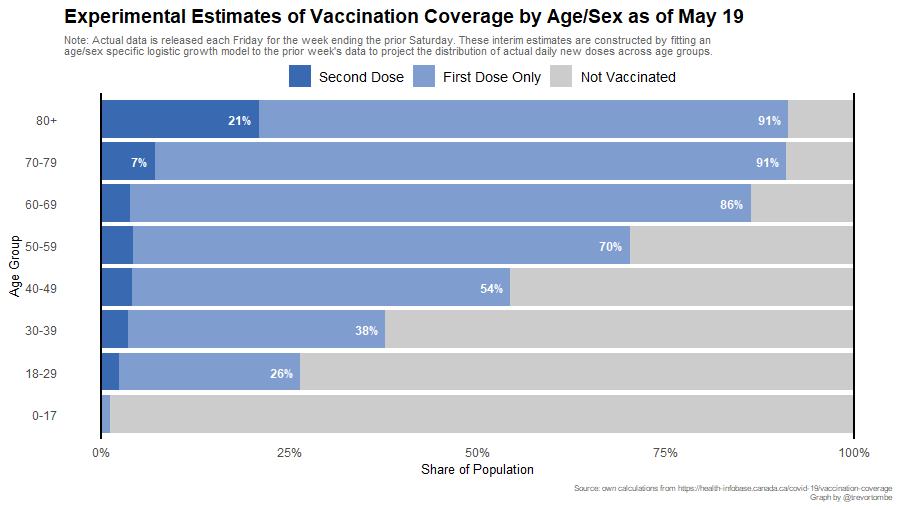 Experimental Estimates of Vaccination Coverage by Age/Sex as of May 19
Note: Actual data is released each Friday for the week ending the prior Saturday. These interim estimates are constructed by fitting an
age/sex specific logistic growth model to the prior week's data to project the distribution of actual daily new doses across age groups.
Second Dose First Dose Only Not Vaccinated
Age Group
80+ 21% 91%
70-79 7% 91%
60-69 86%
50-59 70%
40-49 54%
30-39 38%
18-29 26%
0-17
0% 25% 50% 75% 100%
Share of Population
Source: own calculations from https://health-infobase.canada.ca/covid-19/vaccination-coverage
Graph by @trevortombe